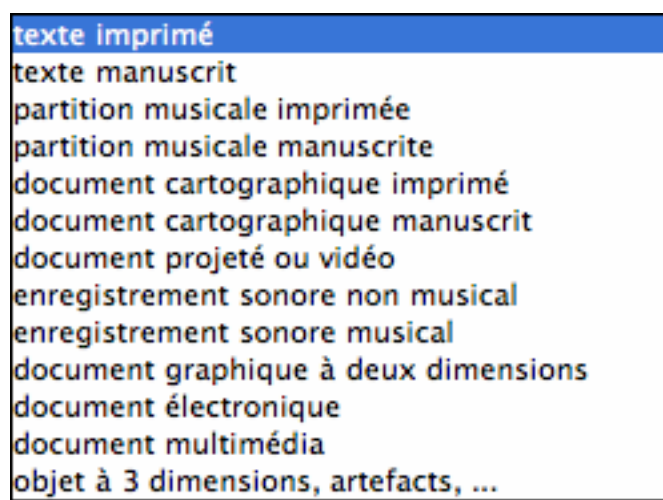 texte imprimé
texte manuscrit
partition musicale imprimée
partition musicale manuscrite
document cartographique imprimé
document cartographique manuscrit
document projeté ou vidéo
enregistrement sonore non musical
enregistrement sonore musical
document graphique à deux dimensions
document électronique
document multimédia
objet à 3 dimensions, artefacts, ...